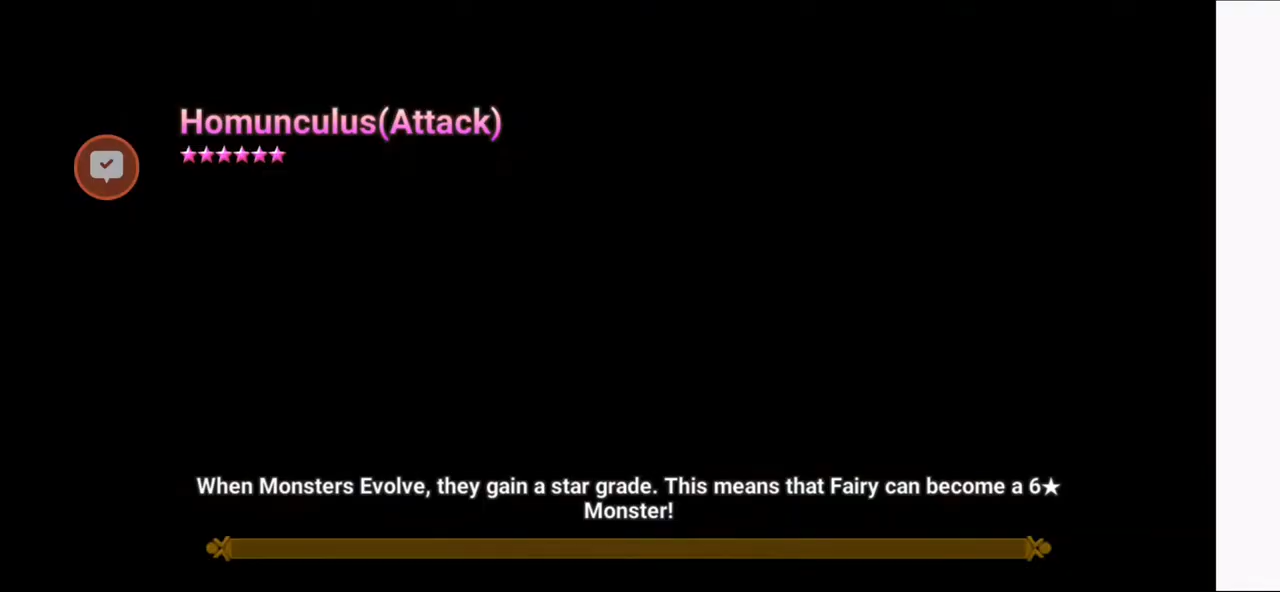 Homunculus(Attack)
★★★★★★
When Monsters Evolve, they gain a star grade. This means that Fairy can become a 6★
Monster!